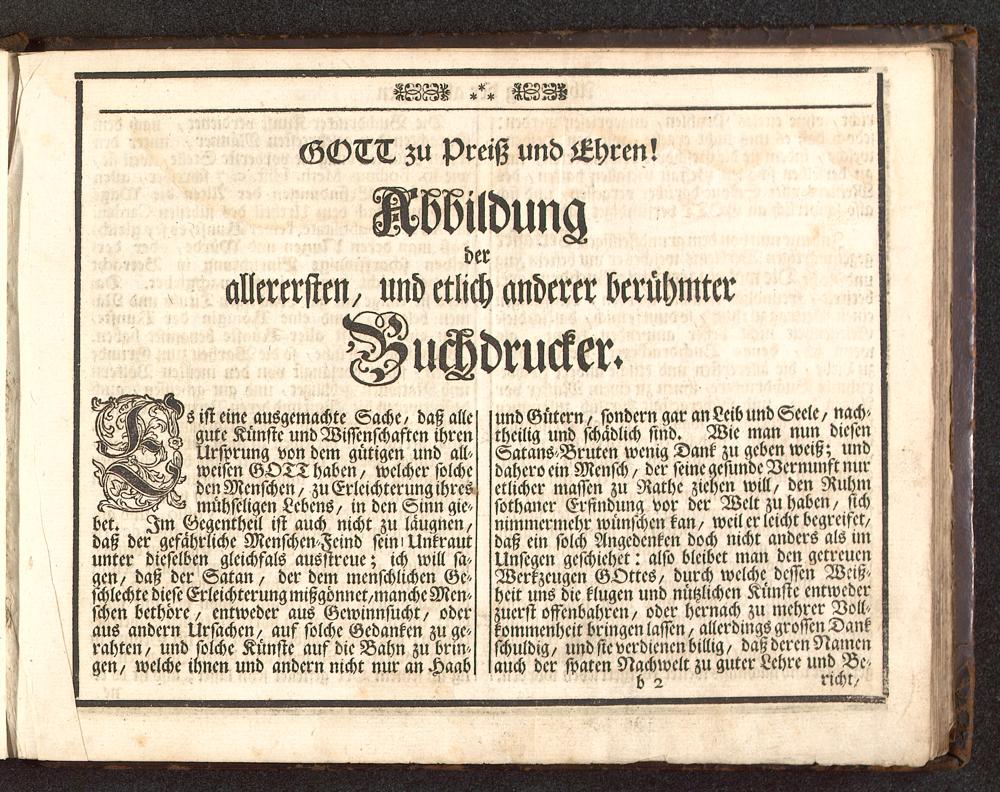 GOTT zu Preiß und Ehren!
Abbildung
der
allerersten, und etlich anderer berühmter
Buchdrucker.
Es ist eine ausgemachte Sache, daß alle
gute Künste und Wissenschaften ihren
Ursprung von dem gütigen und all-
weisen GOTT haben, welcher solche
den Menschen, zu Erleichterung ihres
mühseligen Lebens, in den Sinn gie-
bet. Im Gegentheil ist auch nicht zu läugnen,
daß der gefährliche Menschen-Feind sein Unkraut
unter dieselben gleichfals ausstreue; ich will sa-
gen, daß der Satan, der dem menschlichen Ge-
schlechte diese Erleichterung mißgönnet, manche Men-
schen bethöre, entweder aus Gewinnsucht, oder
aus andern Ursachen, auf solche Gedanken zu ge-
rahten, und solche Künste auf die Bahn zu brin-
gen, welche ihnen und andern nicht nur an Haab
und Gütern, sondern gar an Leib und Seele, nach-
theilig und schädlich sind. Wie man nun diesen
Satans-Bruten wenig Dank zu geben weiß; und
dahero ein Mensch, der seine gesunde Vernunft nur
etlicher massen zu Rathe ziehen will, den Ruhm
sothaner Erfindung vor der Welt zu haben, sich
nimmermehr wünschen kan, weil er leicht begreifet,
daß ein solch Angedenken doch nicht anders als im
Unsegen geschiehet: also bleibet man den getreuen
Werkzeugen GOttes, durch welche dessen Weiß-
heit uns die klugen und nützlichen Künste entweder
zuerst offenbahren, oder hernach zu mehrer Voll-
kommenheit bringen lassen, allerdings grossen Dank
schuldig, und sie verdienen billig, daß deren Namen
auch der spaten Nachwelt zu guter Lehre und Be-
b 2 richt,